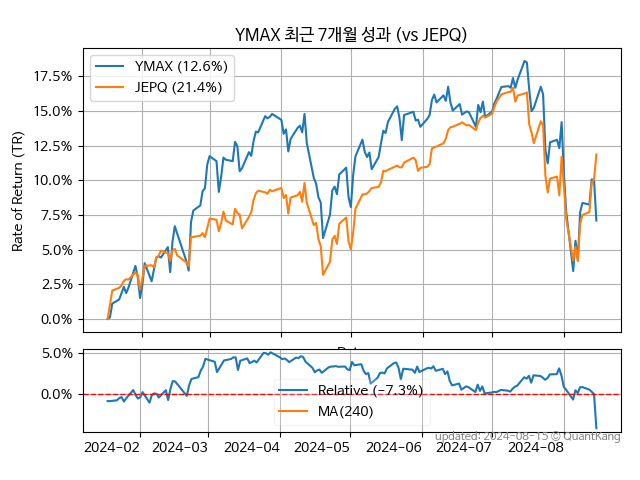 YMAX 최근 7개월 성과 (vs JEPQ)
YMAX (12.6%)
JEPQ (21.4%)
Rate of Return (TR)
17.5%
15.0%
12.5%
10.0%
7.5%
5.0%
2.5%
0.0%
5.0%
0.0%
Relative (−7.3%)
MA(240)
updated: 2024-08-15 © QuantKang
2024-02
2024-03
2024-04
2024-05
2024-06
2024-07
2024-08